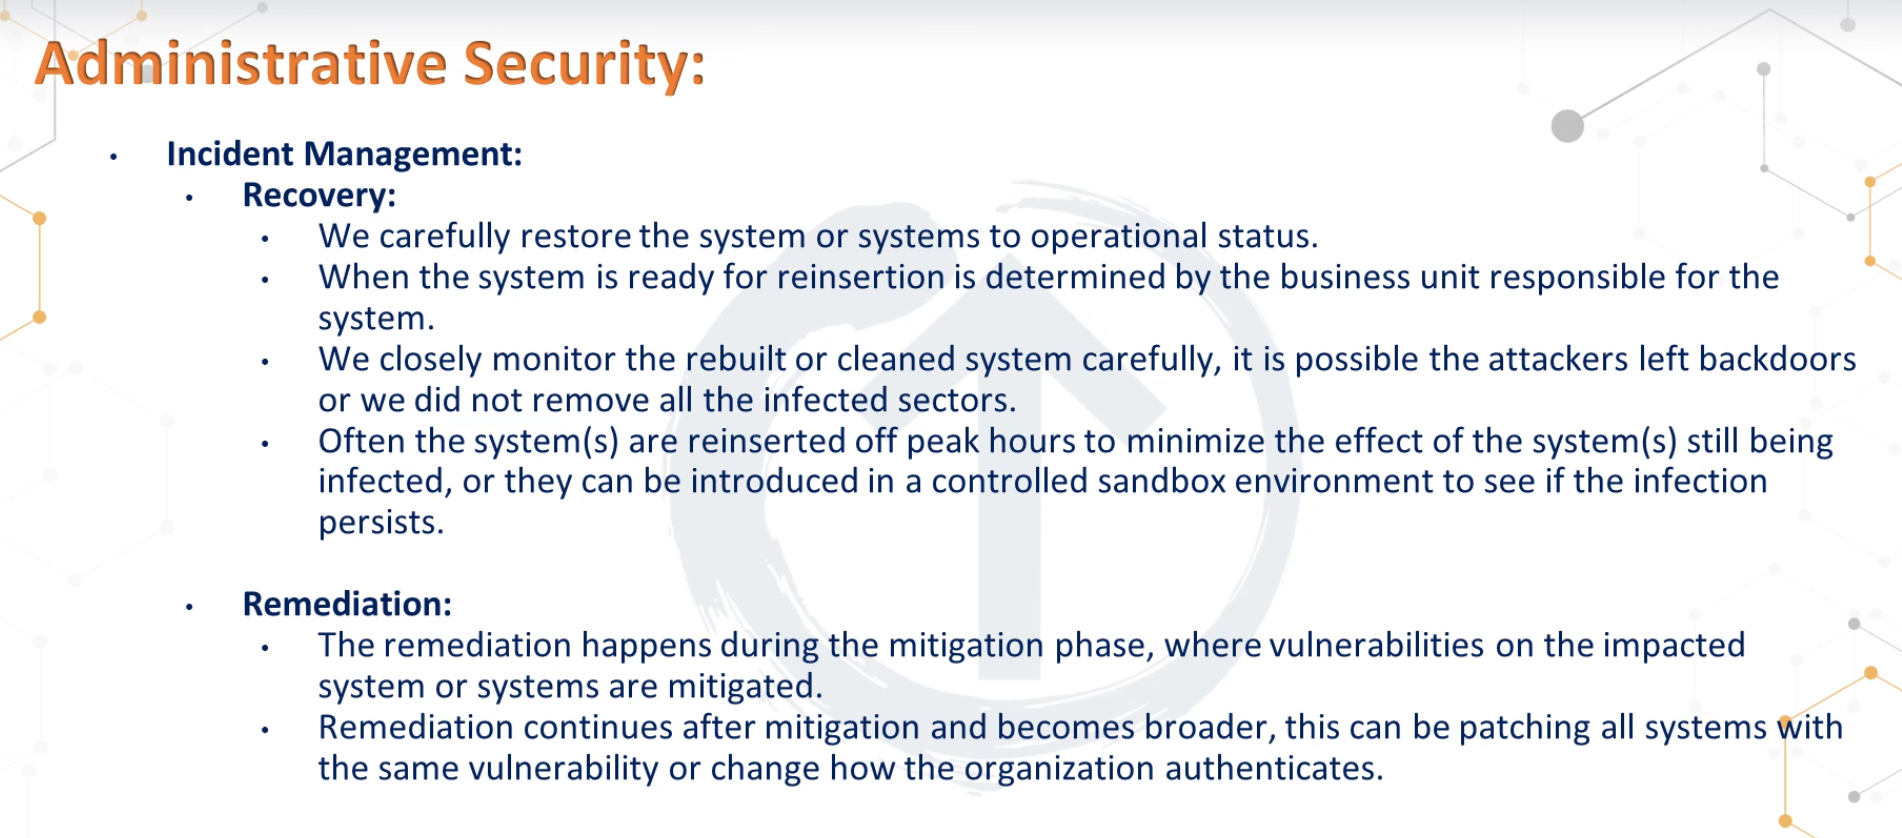 Administrative Security:
• Incident Management:
• Recovery:
• We carefully restore the system or systems to operational status.
• When the system is ready for reinsertion is determined by the business unit responsible for the
system.
• We closely monitor the rebuilt or cleaned system carefully, it is possible the attackers left backdoors
or we did not remove all the infected sectors.
• Often the system(s) are reinserted off peak hours to minimize the effect of the system(s) still being
infected, or they can be introduced in a controlled sandbox environment to see if the infection
persists.
• Remediation:
• The remediation happens during the mitigation phase, where vulnerabilities on the impacted
system or systems are mitigated.
• Remediation continues after mitigation and becomes broader, this can be patching all systems with
the same vulnerability or change how the organization authenticates.